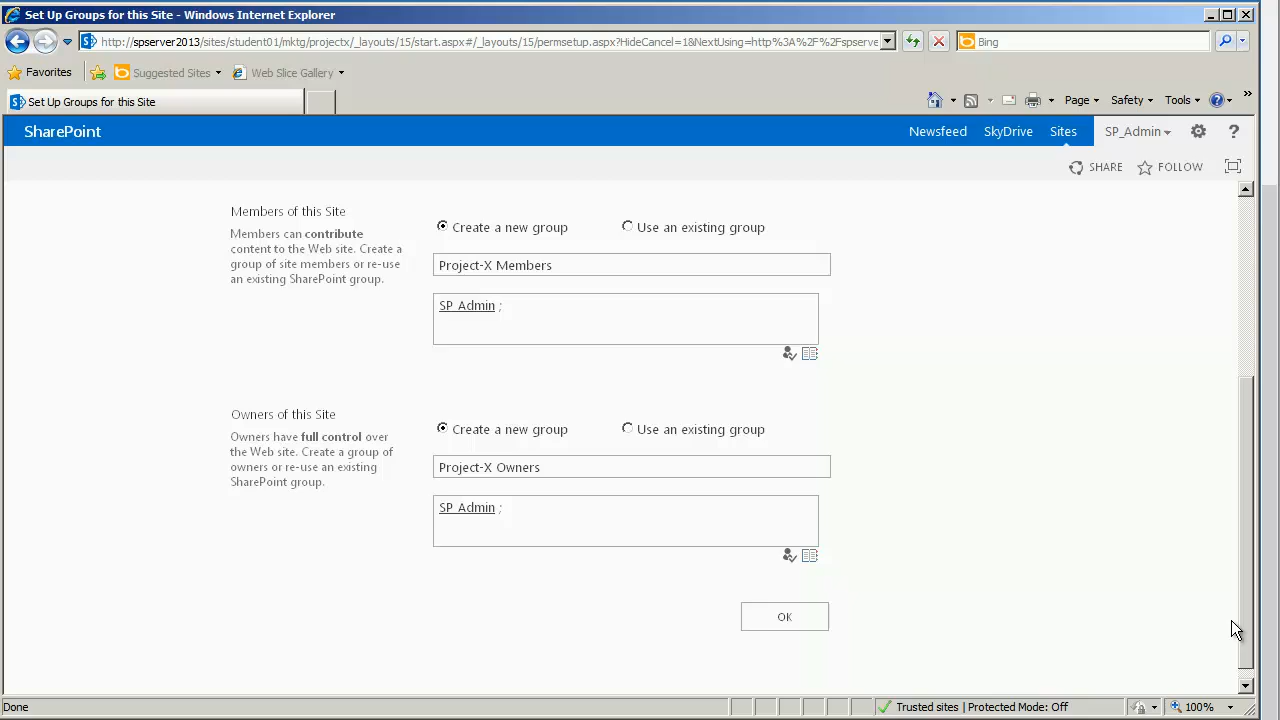 Set Up Groups for this Site - Windows Internet Explorer
http://spserver2013/sites/student01/mktg/projectx/_layouts/15/start.aspx#/_layouts/15/permsetup.aspx?HideCancel=1&NextUsing=http%3A%2F%2Fspserve
Bing
Favorites
Suggested Sites
Web Slice Gallery
Set Up Groups for this Site
Page
Safety
Tools
SharePoint
Newsfeed
SkyDrive
Sites
SP_Admin
SHARE
FOLLOW
Members of this Site
Members can contribute
content to the Web site. Create a
group of site members or re-use
an existing SharePoint group.
Create a new group
Use an existing group
Project-X Members
SP_Admin ;
Owners of this Site
Owners have full control over
the Web site. Create a group of
owners or re-use an existing
SharePoint group.
Create a new group
Use an existing group
Project-X Owners
SP_Admin ;
OK
Done
Trusted sites | Protected Mode: Off
100%